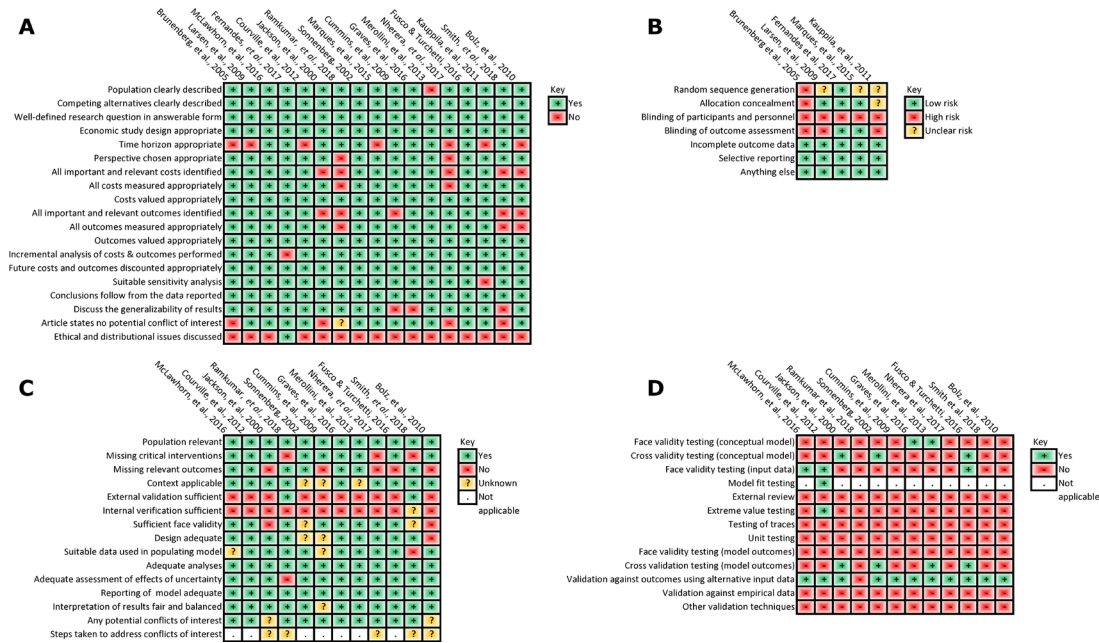 A
Brunenberg, et al., 2005
Larsen, et al., 2009
McLawhorn, et al., 2016
Fernandes, et al., 2017
Courville, et al., 2012
Jackson, et al., 2000
Ramkumar, et al., 2018
Sonnenberg, 2002
Marques, et al., 2015
Cummins, et al., 2009
Graves, et al., 2016
Merollini, et al., 2013
Nherera, et al., 2017
Fusco & Turchetti, 2016
Kauppila, et al., 2011
Smith, et al., 2018
Bolz, et al., 2010
Population clearly described
Competing alternatives clearly described
Well-defined research question in answerable form
Economic study design appropriate
Time horizon appropriate
Perspective chosen appropriate
All important and relevant costs identified
All costs measured appropriately
Costs valued appropriately
All important and relevant outcomes identified
All outcomes measured appropriately
Outcomes valued appropriately
Incremental analysis of costs & outcomes performed
Future costs and outcomes discounted appropriately
Suitable sensitivity analysis
Conclusions follow from the data reported
Discuss the generalizability of results
Article states no potential conflict of interest
Ethical and distributional issues discussed
Key
+ Yes
- No
B
Brunenberg et al., 2005
Larsen, et al., 2009
Fernandes et al., 2017
Marques, et al., 2015
Kauppila, et al., 2011
Random sequence generation
Allocation concealment
Blinding of participants and personnel
Blinding of outcome assessment
Incomplete outcome data
Selective reporting
Anything else
Key
+ Low risk
- High risk
? Unclear risk
C
McLawhorn, et al., 2016
Courville, et al., 2012
Jackson, et al., 2000
Ramkumar, et al., 2018
Sonnenberg, 2002
Cummins, et al., 2009
Graves, et al., 2016
Merollini, et al., 2013
Nherera, et al., 2017
Fusco & Turchetti, 2016
Smith, et al., 2018
Bolz, et al., 2010
Population relevant
Missing critical interventions
Missing relevant outcomes
Context applicable
External validation sufficient
Internal verification sufficient
Sufficient face validity
Design adequate
Suitable data used in populating model
Adequate analyses
Adequate assessment of effects of uncertainty
Reporting of model adequate
Interpretation of results fair and balanced
Any potential conflicts of interest
Steps taken to address conflicts of interest
Key
+ Yes
- No
? Unknown
. Not
applicable
D
McLawhorn, et al., 2016
Courville, et al., 2012
Jackson, et al., 2000
Ramkumar et al., 2018
Sonnenberg, 2002
Cummins, et al., 2009
Graves, et al., 2016
Merollini, et al., 2013
Nherera et al., 2017
Fusco & Turchetti, 2016
Smith et al., 2018
Bolz, et al., 2010
Face validity testing (conceptual model)
Cross validity testing (conceptual model)
Face validity testing (input data)
Model fit testing
External review
Extreme value testing
Testing of traces
Unit testing
Face validity testing (model outcomes)
Cross validation testing (model outcomes)
Validation against outcomes using alternative input data
Validation against empirical data
Other validation techniques
Key
+ Yes
- No
. Not
applicable